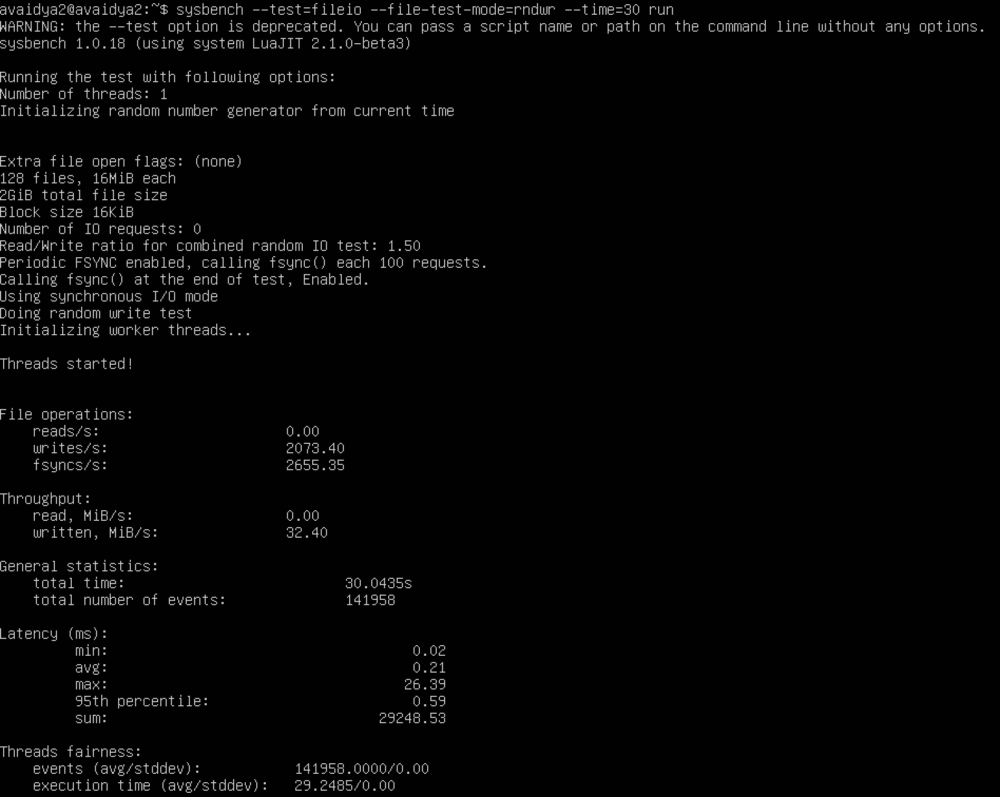 avaidya2@avaidya2:~$ sysbench --test=fileio --file-test-mode=rndwr --time=30 run
WARNING: the --test option is deprecated. You can pass a script name or path on the command line without any options.
sysbench 1.0.18 (using system LuaJIT 2.1.0-beta3)
Running the test with following options:
Number of threads: 1
Initializing random number generator from current time
Extra file open flags: (none)
128 files, 16MiB each
2GiB total file size
Block size 16KiB
Number of IO requests: 0
Read/Write ratio for combined random IO test: 1.50
Periodic FSYNC enabled, calling fsync() each 100 requests.
Calling fsync() at the end of test, Enabled.
Using synchronous I/O mode
Doing random write test
Initializing worker threads...
Threads started!
File operations:
reads/s: 0.00
writes/s: 2073.40
fsyncs/s: 2655.35
Throughput:
read, MiB/s: 0.00
written, MiB/s: 32.40
General statistics:
total time: 30.0435s
total number of events: 141958
Latency (ms):
min: 0.02
avg: 0.21
max: 26.39
95th percentile: 0.59
sum: 29248.53
Threads fairness:
events (avg/stddev): 141958.0000/0.00
execution time (avg/stddev): 29.2485/0.00